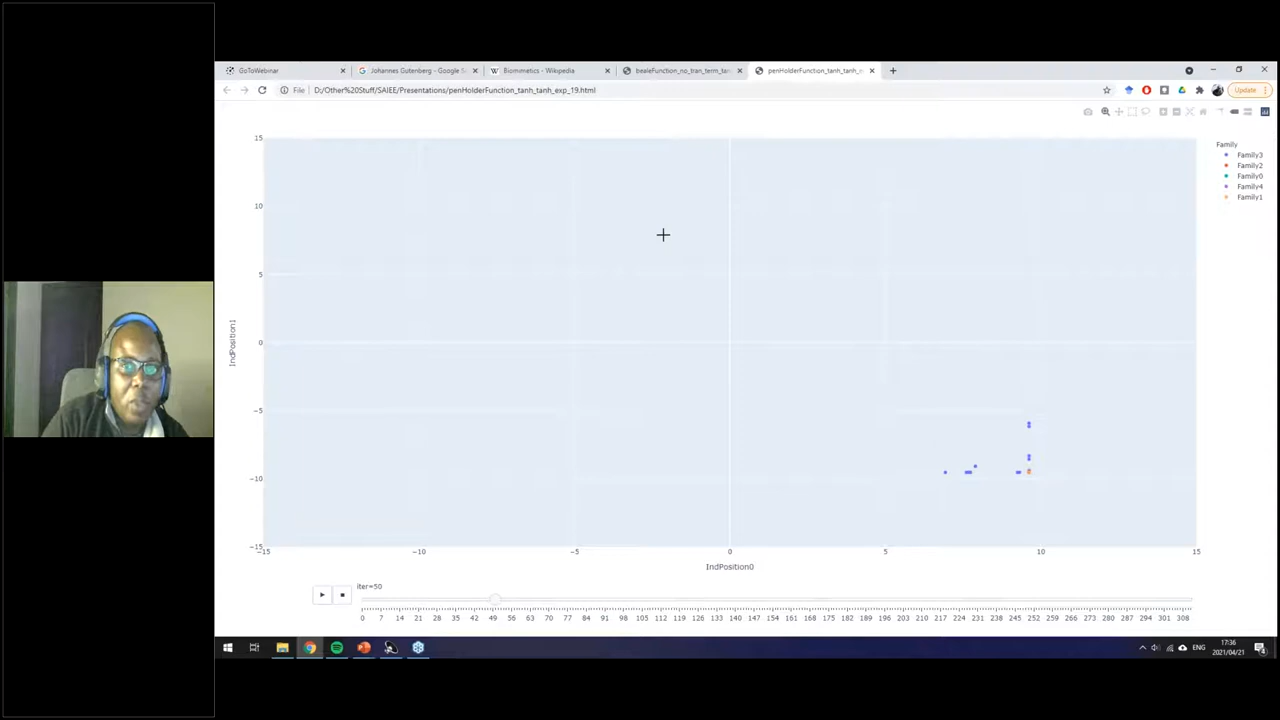 GoToWebinar
Johannes Gutenberg - Google S
Biomimetics - Wikipedia
bealeFunction_no_tran_term_ta
penHolderFunction_tanh_tanh_e
File D:/Other%20Stuff/SAIEE/Presentations/penHolderFunction_tanh_tanh_exp_19.html
Update
Family
Family3
Family2
Family0
Family4
Family1
15
10
5
0
−5
−10
−15
IndPosition1
−15 −10 −5 0 5 10 15
IndPosition0
iter=50
0 7 14 21 28 35 42 49 56 63 70 77 84 91 98 105 112 119 126 133 140 147 154 161 168 175 182 189 196 203 210 217 224 231 238 245 252 259 266 273 280 287 294 301 308
ENG
17:36
2021/04/21